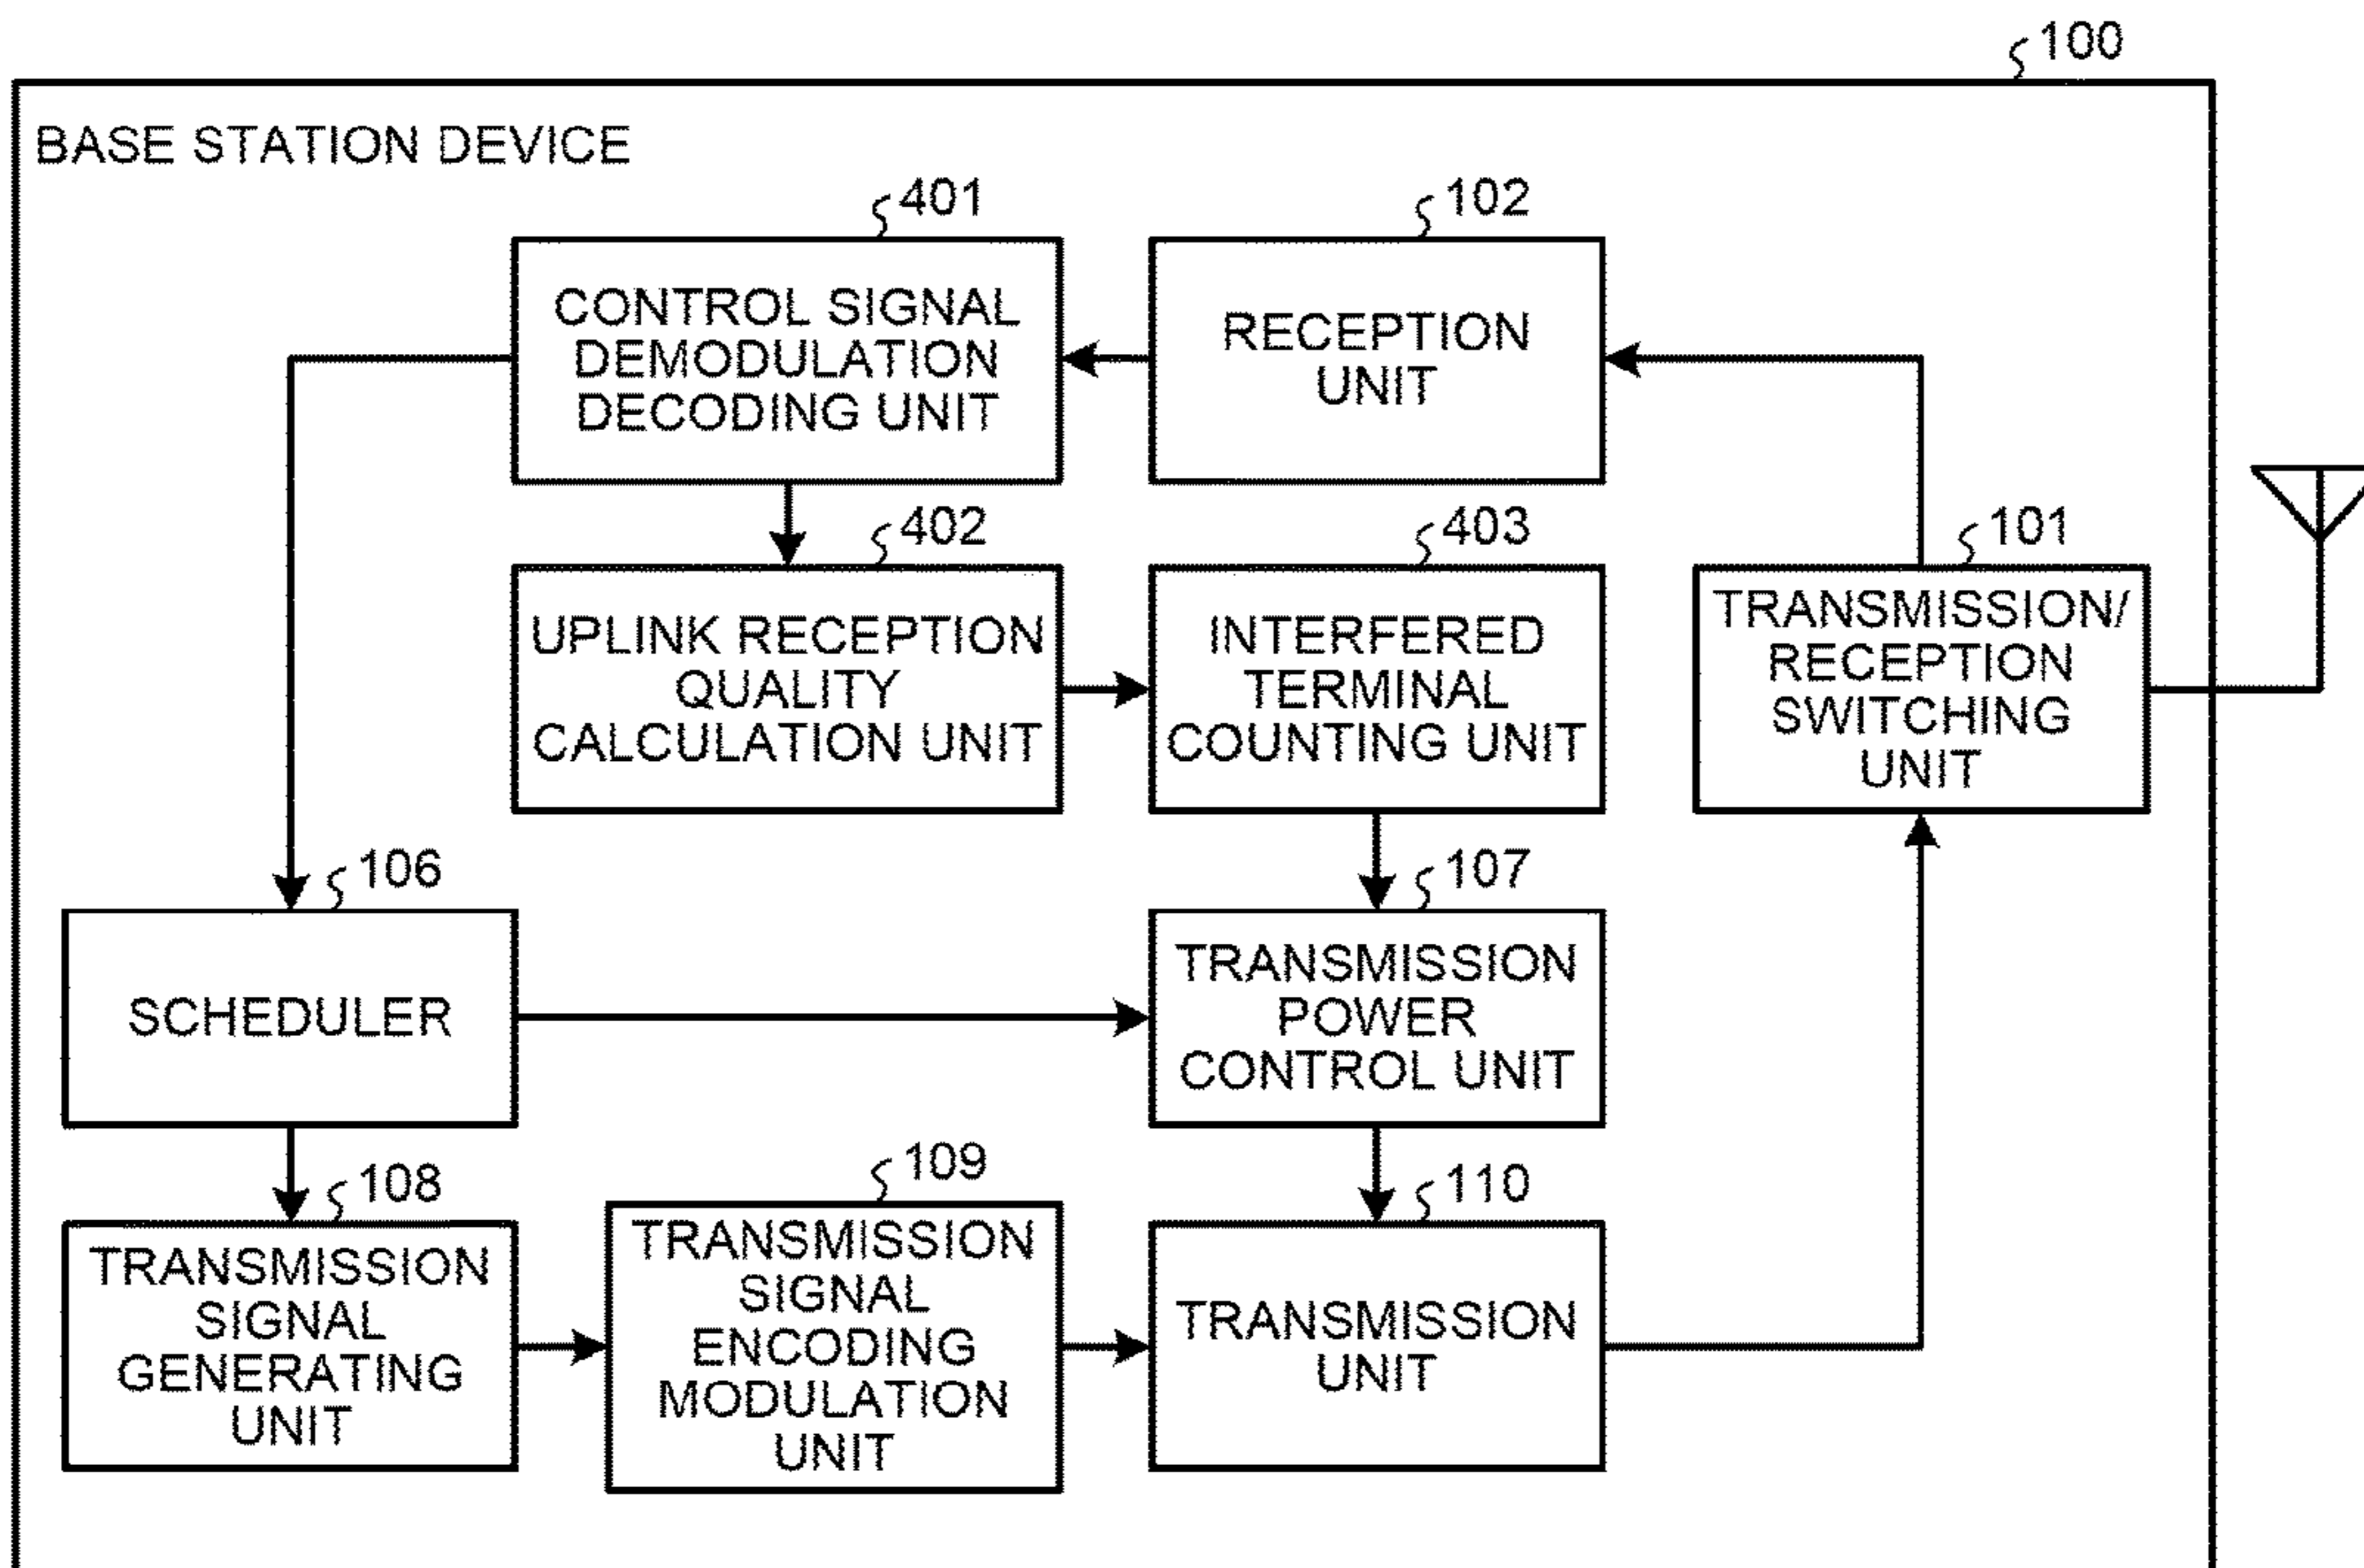 100
BASE STATION DEVICE
401
CONTROL SIGNAL
DEMODULATION
DECODING UNIT
102
RECEPTION
UNIT
402
UPLINK RECEPTION
QUALITY
CALCULATION UNIT
403
INTERFERED
TERMINAL
COUNTING UNIT
101
TRANSMISSION/
RECEPTION
SWITCHING
UNIT
106
SCHEDULER
107
TRANSMISSION
POWER
CONTROL UNIT
108
TRANSMISSION
SIGNAL
GENERATING
UNIT
109
TRANSMISSION
SIGNAL
ENCODING
MODULATION
UNIT
110
TRANSMISSION
UNIT